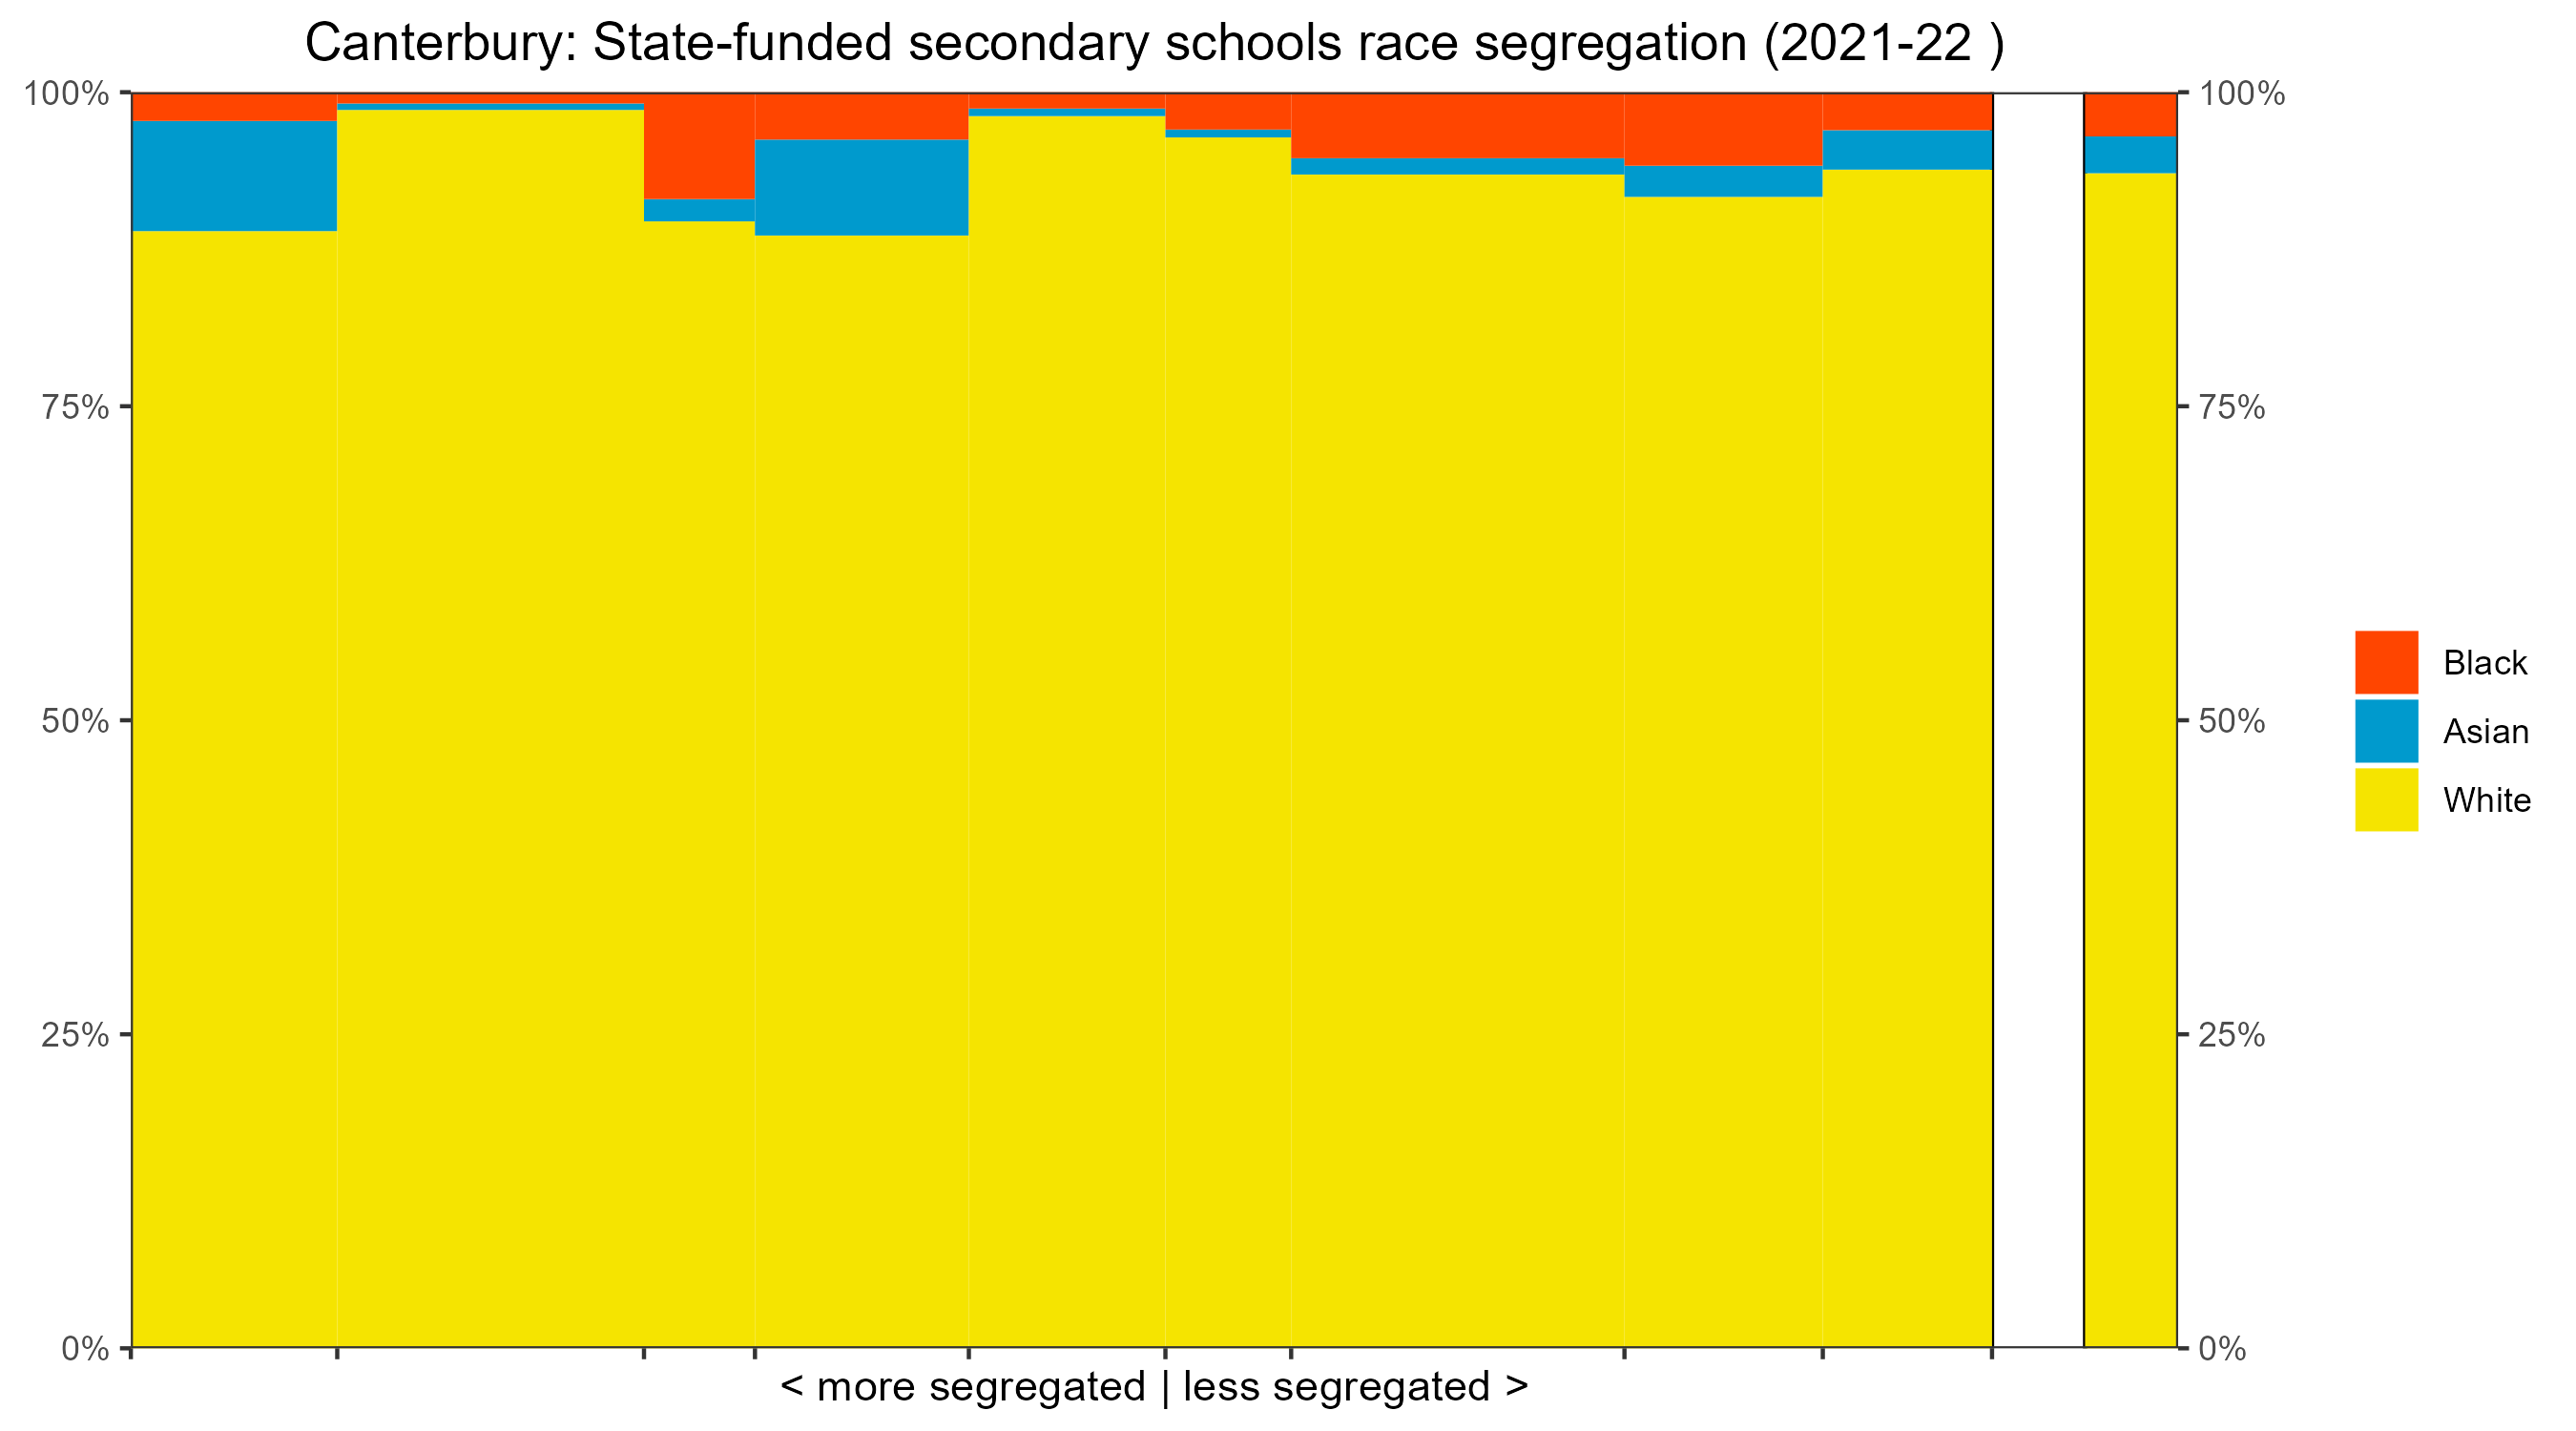 Canterbury: State-funded secondary schools race segregation (2021-22 )
100%
75%
50%
25%
0%
100%
75%
50%
25%
0%
Black
Asian
White
< more segregated | less segregated >